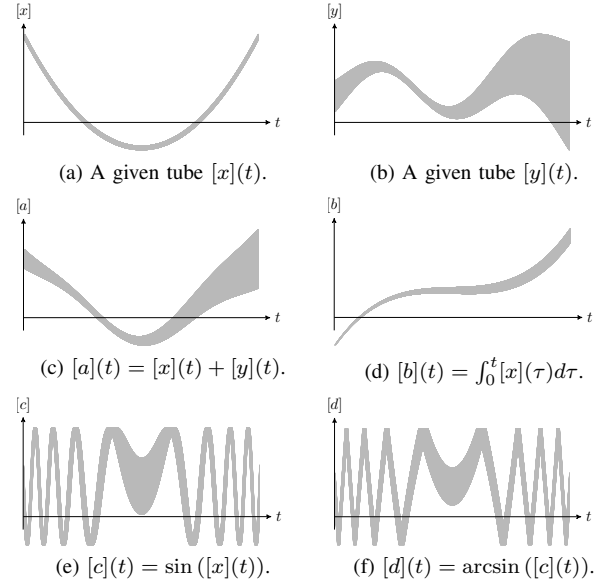 [x] [y]
t t
(a) A given tube [x](t). (b) A given tube [y](t).
[a] [b]
t t
(c) [a](t) = [x](t) + [y](t). (d) [b](t) = ∫₀ᵗ[x](τ)dτ.
[c] [d]
t t
(e) [c](t) = sin ([x](t)). (f) [d](t) = arcsin ([c](t)).